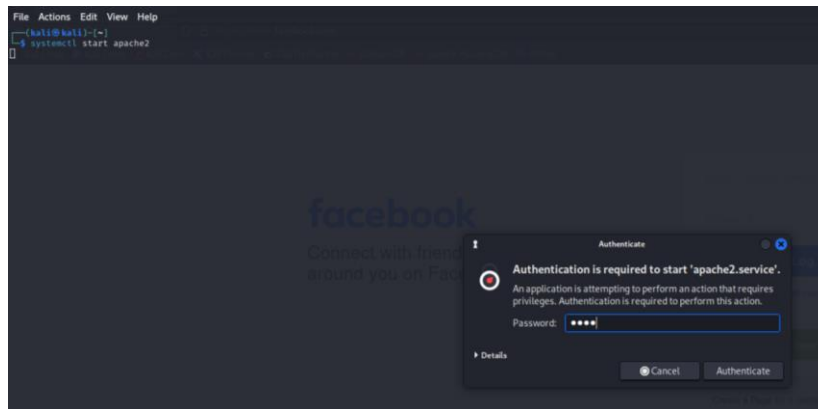 File Actions Edit View Help
┌──(kali㉿kali)-[~]
└─$ systemctl start apache2
facebook
Connect with friend
around you on Fac
Authenticate
Authentication is required to start 'apache2.service'.
An application is attempting to perform an action that requires
privileges. Authentication is required to perform this action.
Password: ••••
Details
Cancel
Authenticate